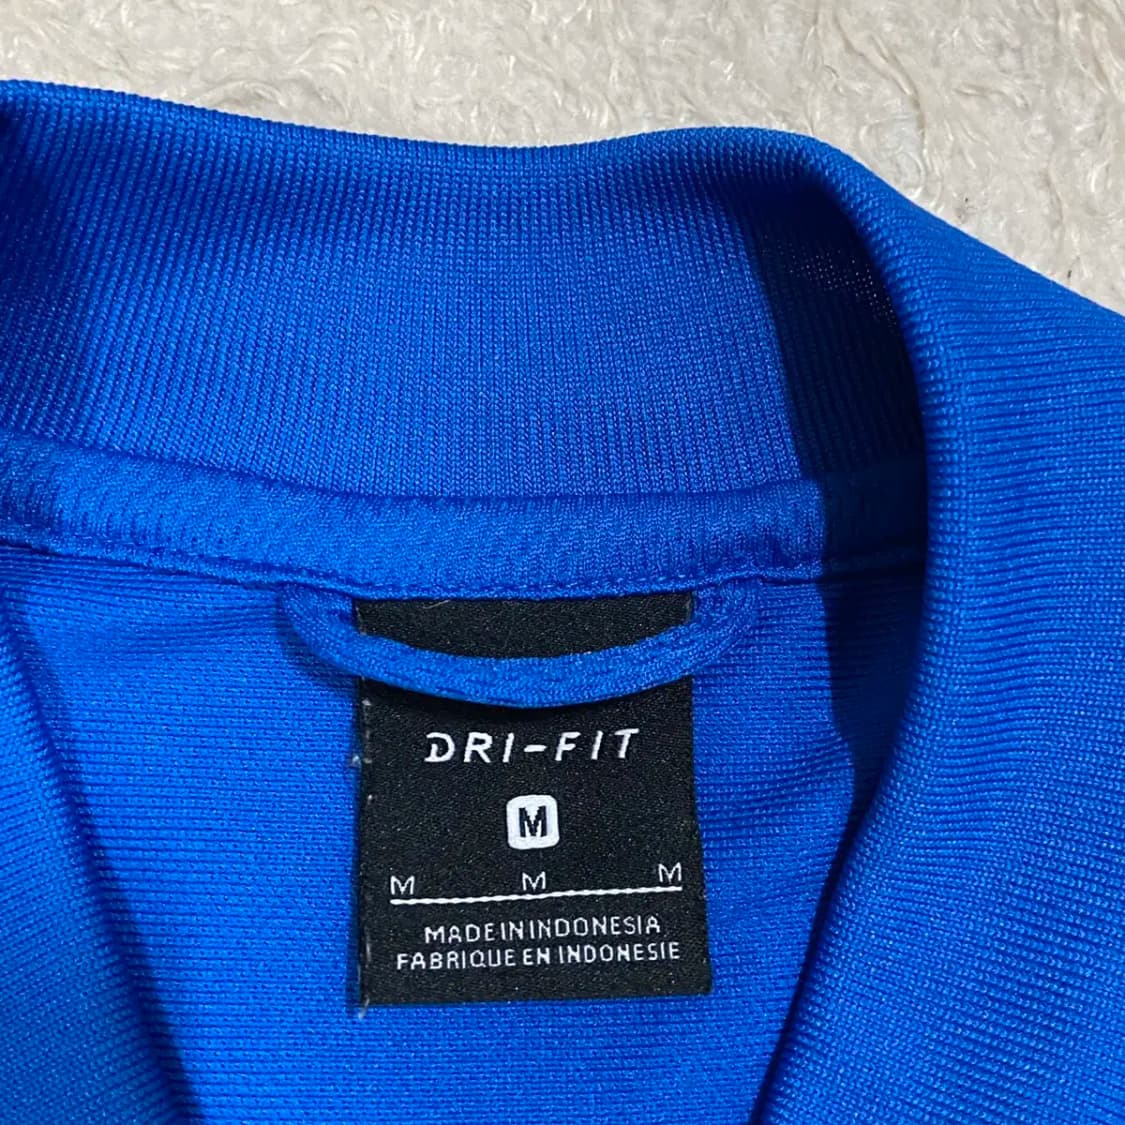 DRI-FIT
M
M M M
MADE IN INDONESIA
FABRIQUE EN INDONESIE